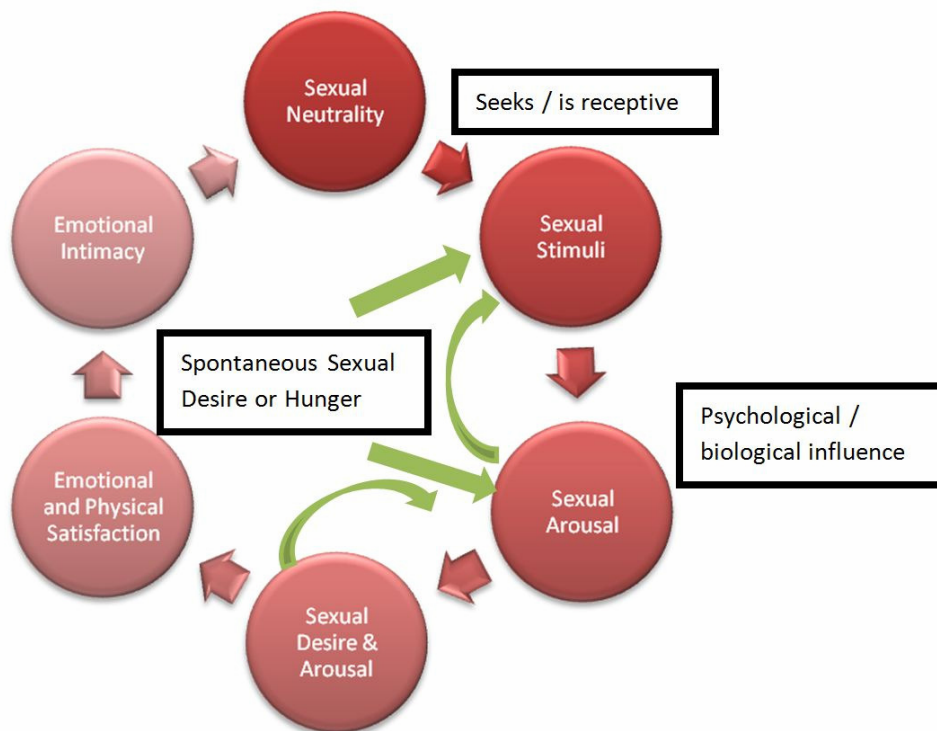 Sexual
Neutrality
Seeks / is receptive
Emotional
Intimacy
Sexual
Stimuli
Spontaneous Sexual
Desire or Hunger
Psychological /
biological influence
Emotional
and Physical
Satisfaction
Sexual
Arousal
Sexual
Desire &
Arousal